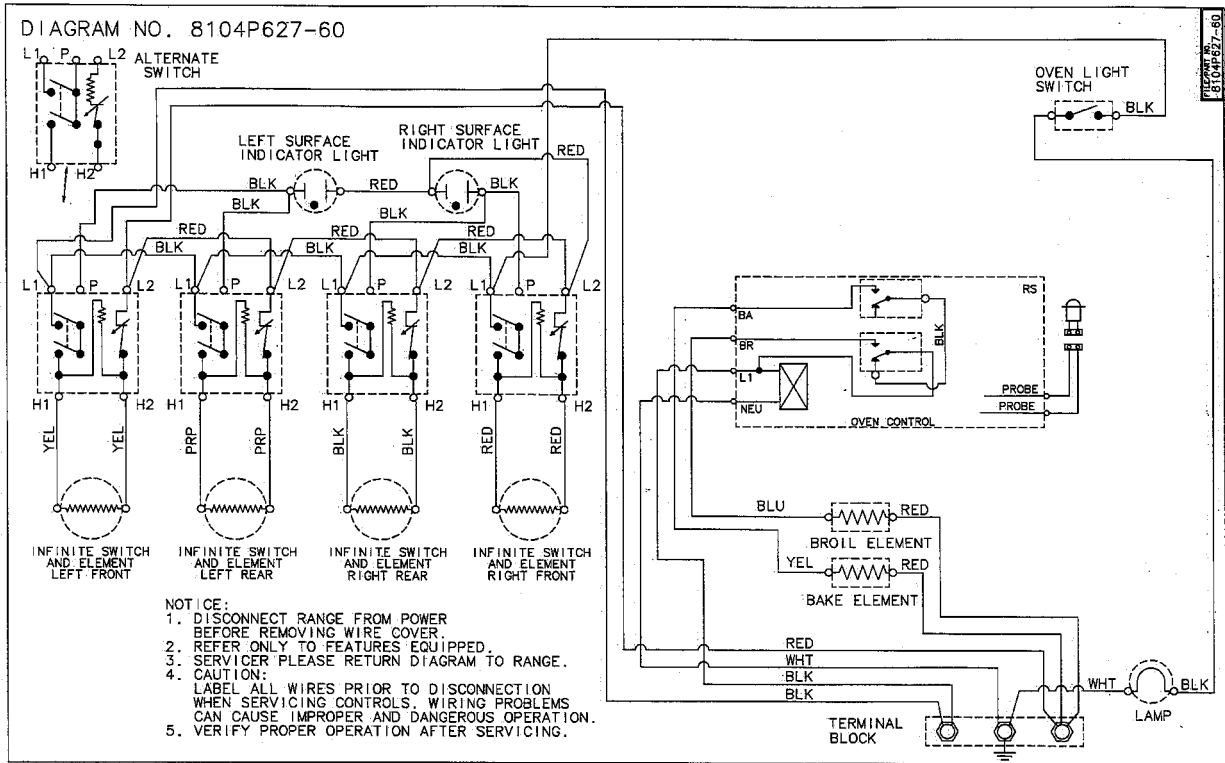 DIAGRAM NO. 8104P627-60
FILE/PART NO.
8104P627-60
L1 P L2
ALTERNATE
SWITCH
H1 H2
OVEN LIGHT
SWITCH
BLK
LEFT SURFACE
INDICATOR LIGHT
RIGHT SURFACE
INDICATOR LIGHT
RED
BLK
RED
BLK
BLK
BLK
RED
RED
RED
BLK
BLK
BLK
L1 P L2
L1 P L2
L1 P L2
L1 P L2
H1 H2
H1 H2
H1 H2
H1 H2
YEL YEL
PRP PRP
BLK BLK
RED RED
INFINITE SWITCH
AND ELEMENT
LEFT FRONT
INFINITE SWITCH
AND ELEMENT
LEFT REAR
INFINITE SWITCH
AND ELEMENT
RIGHT REAR
INFINITE SWITCH
AND ELEMENT
RIGHT FRONT
RS
BA
BR
L1
NEU
BLK
PROBE
PROBE
OVEN CONTROL
BLU
RED
BROIL ELEMENT
YEL
RED
BAKE ELEMENT
RED
WHT
BLK
BLK
WHT
BLK
LAMP
TERMINAL
BLOCK
NOTICE:
1. DISCONNECT RANGE FROM POWER
BEFORE REMOVING WIRE COVER.
2. REFER ONLY TO FEATURES EQUIPPED.
3. SERVICER PLEASE RETURN DIAGRAM TO RANGE.
4. CAUTION:
LABEL ALL WIRES PRIOR TO DISCONNECTION
WHEN SERVICING CONTROLS. WIRING PROBLEMS
CAN CAUSE IMPROPER AND DANGEROUS OPERATION.
5. VERIFY PROPER OPERATION AFTER SERVICING.